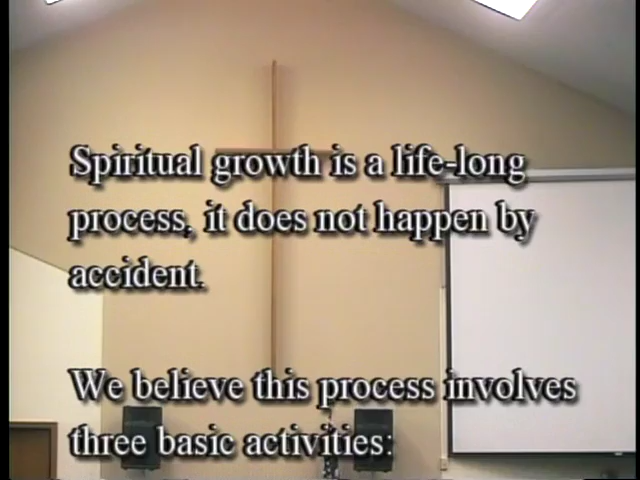 Spiritual growth is a life-long
process, it does not happen by
accident.
We believe this process involves
three basic activities: